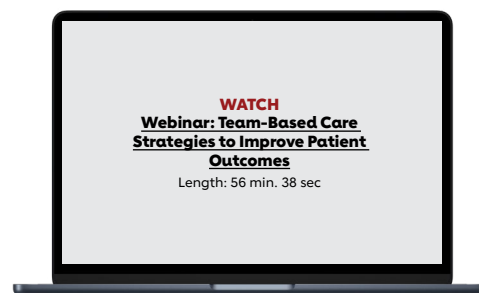 WATCH
Webinar: Team-Based Care
Strategies to Improve Patient
Outcomes
Length: 56 min. 38 sec